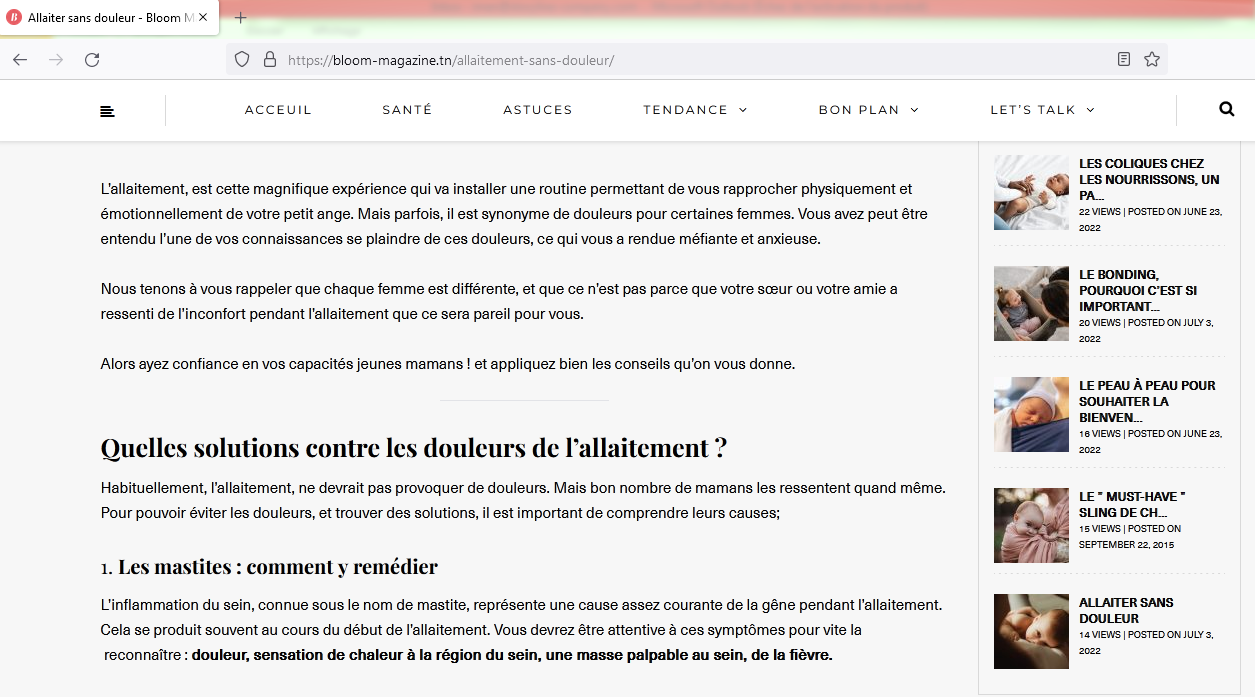 Allaiter sans douleur - Bloom M
https://bloom-magazine.tn/allaitement-sans-douleur/
ACCEUIL
SANTÉ
ASTUCES
TENDANCE
BON PLAN
LET'S TALK
L'allaitement, est cette magnifique expérience qui va installer une routine permettant de vous rapprocher physiquement et
émotionnellement de votre petit ange. Mais parfois, il est synonyme de douleurs pour certaines femmes. Vous avez peut être
entendu l'une de vos connaissances se plaindre de ces douleurs, ce qui vous a rendue méfiante et anxieuse.
Nous tenons à vous rappeler que chaque femme est différente, et que ce n'est pas parce que votre sœur ou votre amie a
ressenti de l'inconfort pendant l'allaitement que ce sera pareil pour vous.
Alors ayez confiance en vos capacités jeunes mamans ! et appliquez bien les conseils qu'on vous donne.
Quelles solutions contre les douleurs de l'allaitement ?
Habituellement, l'allaitement, ne devrait pas provoquer de douleurs. Mais bon nombre de mamans les ressentent quand même.
Pour pouvoir éviter les douleurs, et trouver des solutions, il est important de comprendre leurs causes;
1. Les mastites : comment y remédier
L'inflammation du sein, connue sous le nom de mastite, représente une cause assez courante de la gêne pendant l'allaitement.
Cela se produit souvent au cours du début de l'allaitement. Vous devrez être attentive à ces symptômes pour vite la
reconnaître : douleur, sensation de chaleur à la région du sein, une masse palpable au sein, de la fièvre.
LES COLIQUES CHEZ
LES NOURRISSONS, UN
PA...
22 VIEWS | POSTED ON JUNE 23,
2022
LE BONDING,
POURQUOI C'EST SI
IMPORTANT...
20 VIEWS | POSTED ON JULY 3,
2022
LE PEAU À PEAU POUR
SOUHAITER LA
BIENVEN...
16 VIEWS | POSTED ON JUNE 23,
2022
LE " MUST-HAVE "
SLING DE CH...
15 VIEWS | POSTED ON
SEPTEMBER 22, 2015
ALLAITER SANS
DOULEUR
14 VIEWS | POSTED ON JULY 3,
2022